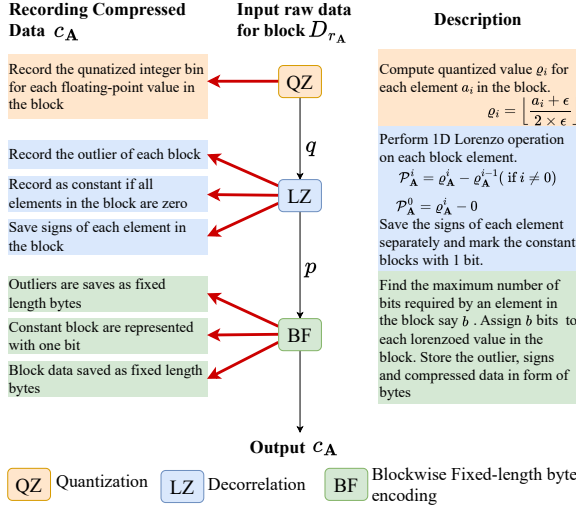 Recording Compressed
Data c_A
Input raw data
for block D_{r_A}
Description
Record the qunatized integer bin
for each floating-point value in
the block
QZ
Compute quantized value ϱ_i for
each element a_i in the block.
ϱ_i = ⌊(a_i + ϵ)/(2 × ϵ)⌋
q
Record the outlier of each block
Record as constant if all
elements in the block are zero
Save signs of each element in
the block
LZ
Perform 1D Lorenzo operation
on each block element.
𝒫_A^i = ϱ_A^i − ϱ_A^{i−1}( if i ≠ 0)
𝒫_A^0 = ϱ_A^i − 0
Save the signs of each element
separately and mark the constant
blocks with 1 bit.
p
Outliers are saves as fixed
length bytes
Constant block are represented
with one bit
Block data saved as fixed length
bytes
BF
Find the maximum number of
bits required by an element in
the block say b . Assign b bits to
each lorenzoed value in the
block. Store the outlier, signs
and compressed data in form of
bytes
Output c_A
QZ Quantization
LZ Decorrelation
BF Blockwise Fixed-length byte
encoding